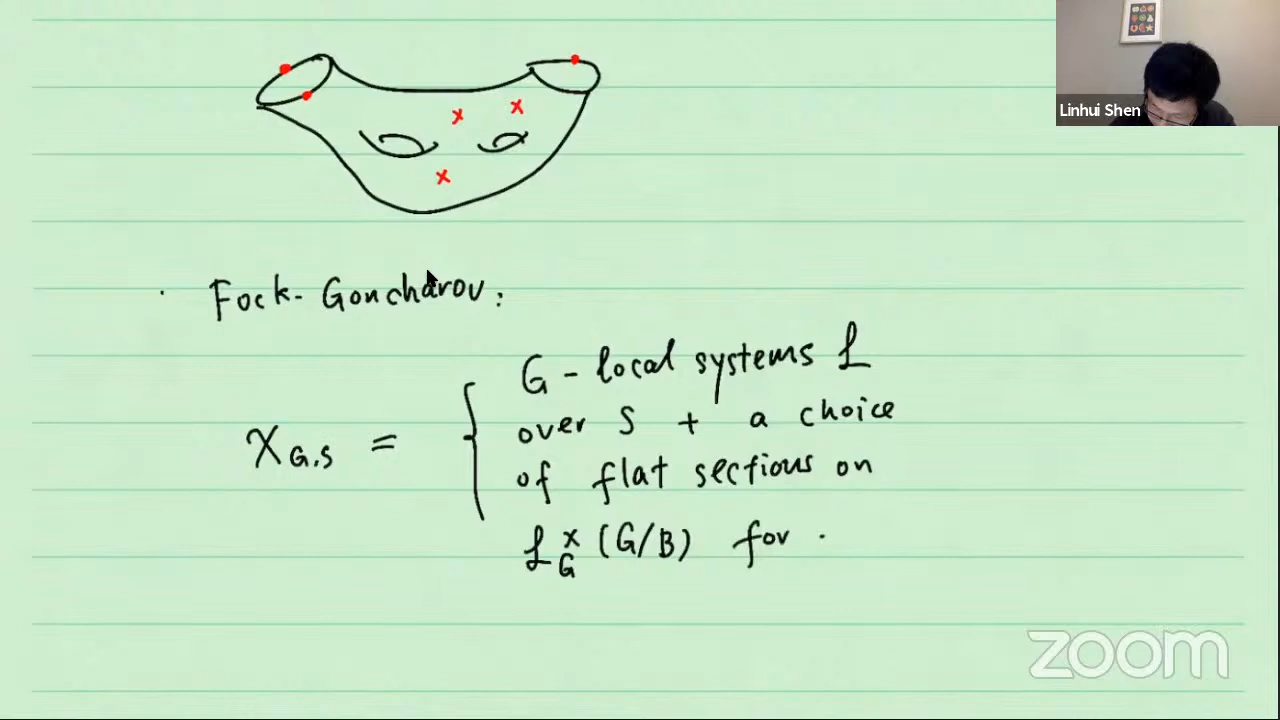 Linhui Shen
Fock-Goncharov:
G-local systems ℒ
X_{G,S} = { over S + a choice
of flat sections on
ℒ ×_G (G/B) for
zoom